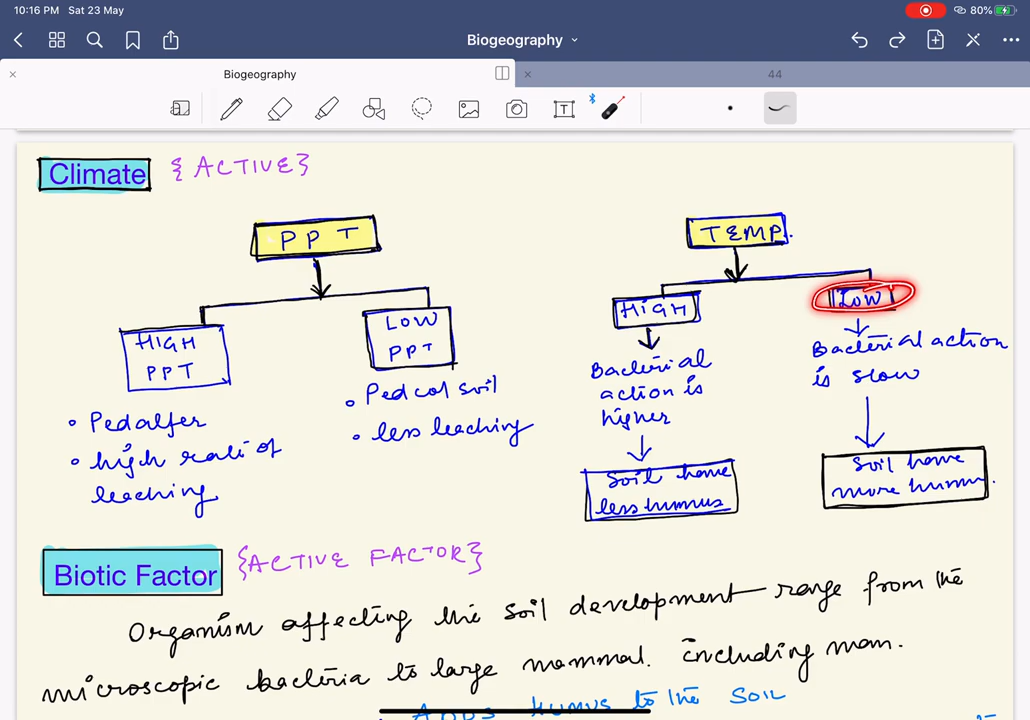 10:16 PM Sat 23 May
80%
Biogeography
Biogeography
44
T
Climate { ACTIVE }
PPT
TEMP.
HIGH
PPT
LOW
PPT
HIGH
LOW
• Pedalfer
• high rate of
leaching
• Pedcol soil
• less leaching
Bacterial
action is
higher
Soil have
less humus
Bacterial action
is slow
Soil have
more humus.
Biotic Factor {ACTIVE FACTOR}
Organism affecting the soil development range from the
microscopic bacteria to large mammal. including man.
Adds humus to the soil